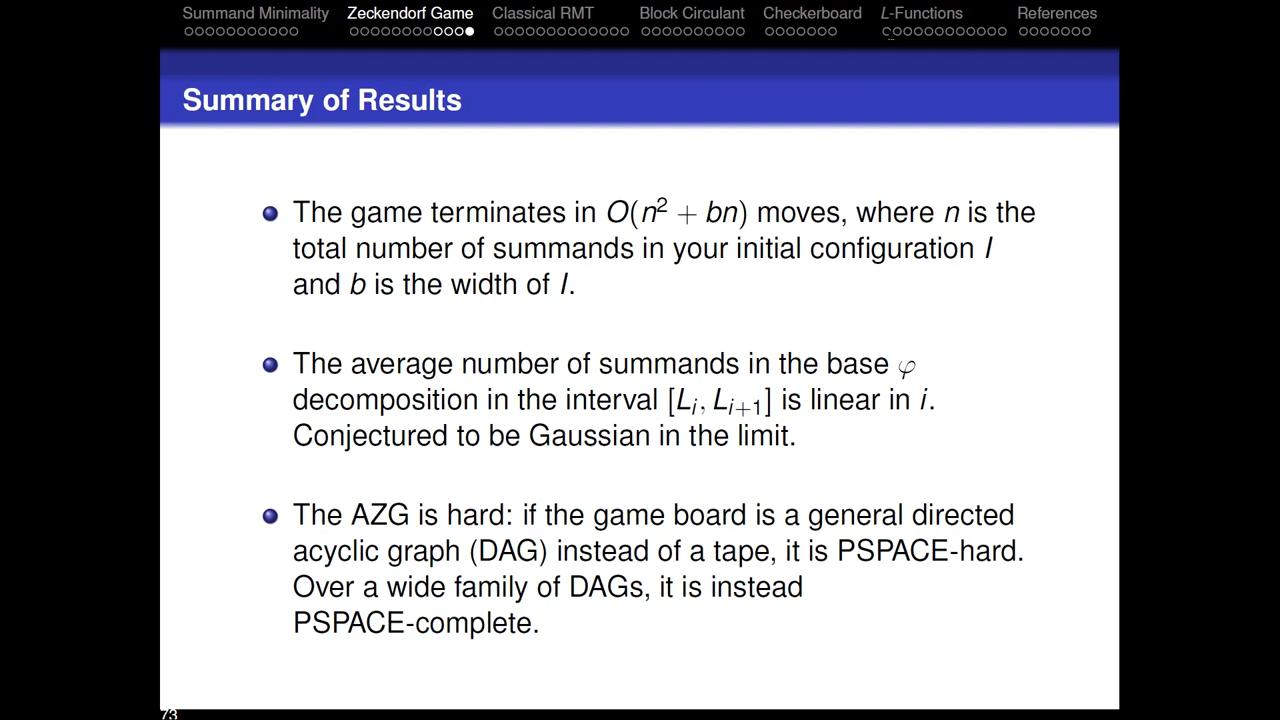 Summand Minimality Zeckendorf Game Classical RMT Block Circulant Checkerboard L-Functions References
Summary of Results
The game terminates in O(n² + bn) moves, where n is the
total number of summands in your initial configuration I
and b is the width of I.
The average number of summands in the base φ
decomposition in the interval [Lᵢ, Lᵢ₊₁] is linear in i.
Conjectured to be Gaussian in the limit.
The AZG is hard: if the game board is a general directed
acyclic graph (DAG) instead of a tape, it is PSPACE-hard.
Over a wide family of DAGs, it is instead
PSPACE-complete.
73